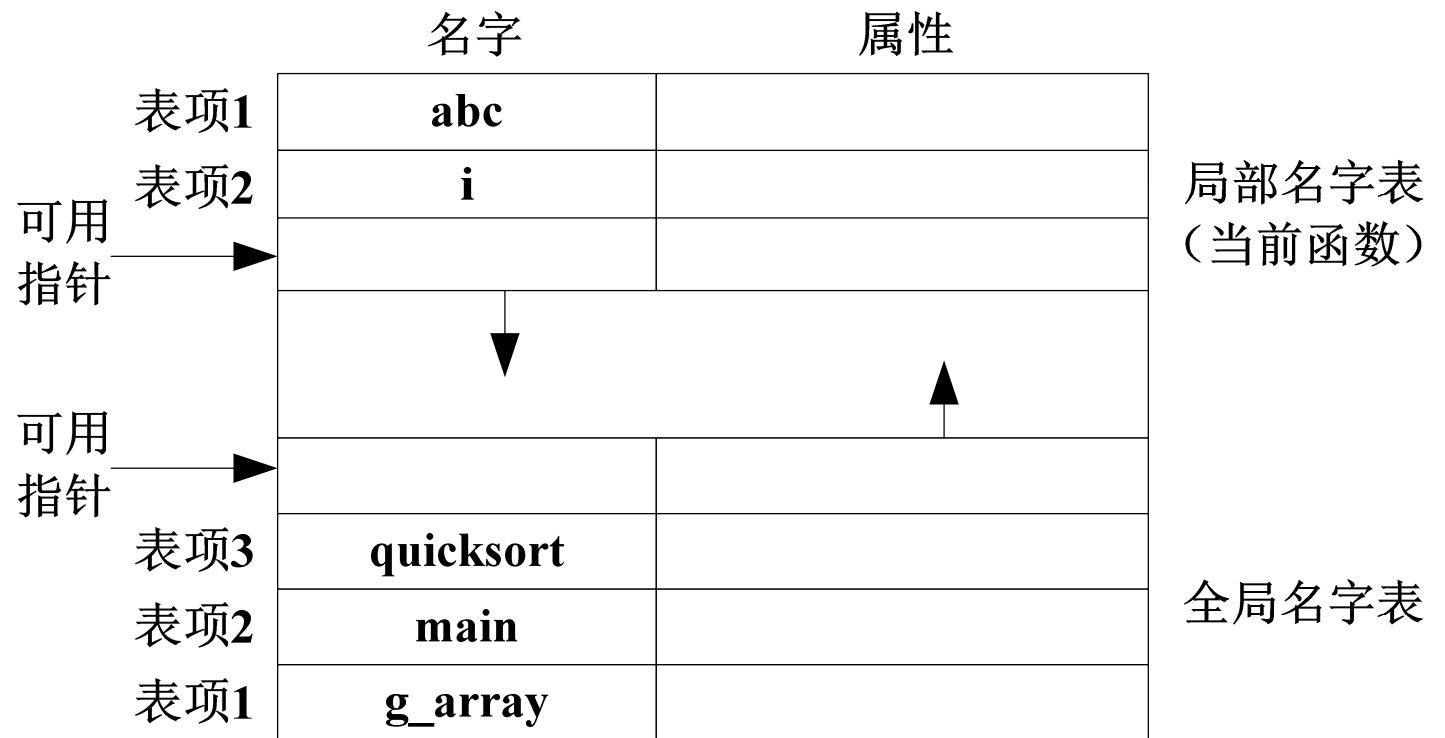 名字 属性
表项1 abc
表项2 i
局部名字表
(当前函数)
可用
指针
可用
指针
表项3 quicksort
表项2 main
全局名字表
表项1 g_array